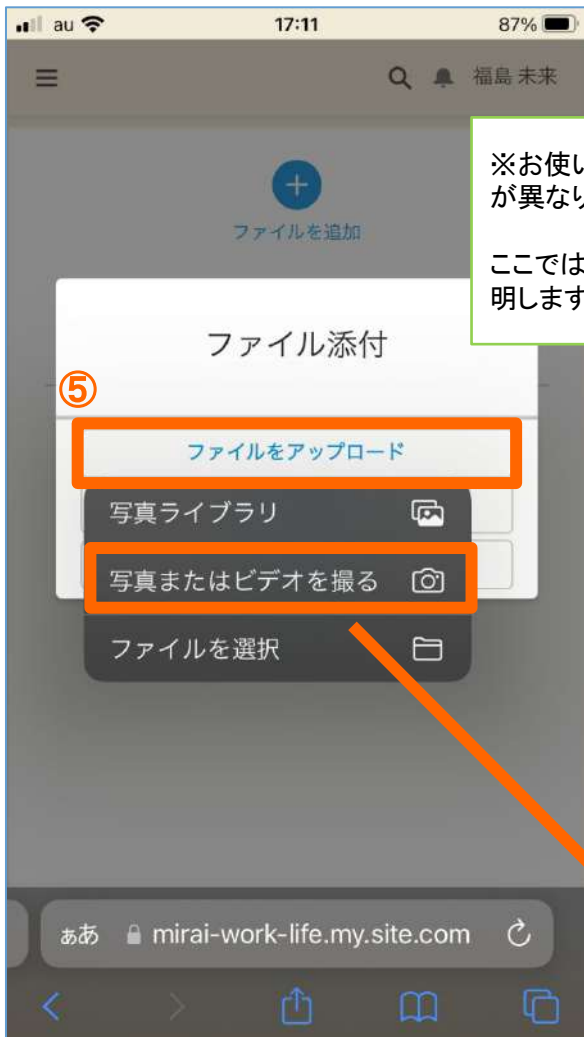 au 17:11 87%
福島 未来
※お使い
が異なり
ファイルを追加
ここでは
明します
ファイル添付
⑤
ファイルをアップロード
写真ライブラリ
写真またはビデオを撮る
ファイルを選択
ぁあ mirai-work-life.my.site.com